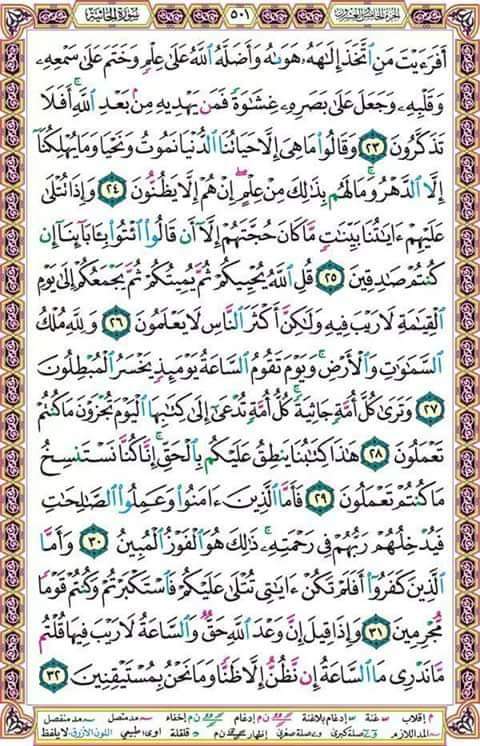 سُورَةُ الجَاثِيَة ٥٠١ الجزء الخامس والعشرون
أَفَرَءَيْتَ مَنِ ٱتَّخَذَ إِلَٰهَهُۥ هَوَىٰهُ وَأَضَلَّهُ ٱللَّهُ عَلَىٰ عِلْمٍ وَخَتَمَ عَلَىٰ سَمْعِهِۦ
وَقَلْبِهِۦ وَجَعَلَ عَلَىٰ بَصَرِهِۦ غِشَٰوَةً فَمَن يَهْدِيهِ مِنۢ بَعْدِ ٱللَّهِ ۚ أَفَلَا
تَذَكَّرُونَ ٢٣ وَقَالُوا۟ مَا هِىَ إِلَّا حَيَاتُنَا ٱلدُّنْيَا نَمُوتُ وَنَحْيَا وَمَا يُهْلِكُنَآ
إِلَّا ٱلدَّهْرُ ۚ وَمَا لَهُم بِذَٰلِكَ مِنْ عِلْمٍ ۖ إِنْ هُمْ إِلَّا يَظُنُّونَ ٢٤ وَإِذَا تُتْلَىٰ
عَلَيْهِمْ ءَايَٰتُنَا بَيِّنَٰتٍ مَّا كَانَ حُجَّتَهُمْ إِلَّآ أَن قَالُوا۟ ٱئْتُوا۟ بِـَٔابَآئِنَآ إِن
كُنتُمْ صَٰدِقِينَ ٢٥ قُلِ ٱللَّهُ يُحْيِيكُمْ ثُمَّ يُمِيتُكُمْ ثُمَّ يَجْمَعُكُمْ إِلَىٰ يَوْمِ
ٱلْقِيَٰمَةِ لَا رَيْبَ فِيهِ وَلَٰكِنَّ أَكْثَرَ ٱلنَّاسِ لَا يَعْلَمُونَ ٢٦ وَلِلَّهِ مُلْكُ
ٱلسَّمَٰوَٰتِ وَٱلْأَرْضِ ۚ وَيَوْمَ تَقُومُ ٱلسَّاعَةُ يَوْمَئِذٍ يَخْسَرُ ٱلْمُبْطِلُونَ
٢٧ وَتَرَىٰ كُلَّ أُمَّةٍ جَاثِيَةً ۚ كُلُّ أُمَّةٍ تُدْعَىٰٓ إِلَىٰ كِتَٰبِهَا ٱلْيَوْمَ تُجْزَوْنَ مَا كُنتُمْ
تَعْمَلُونَ ٢٨ هَٰذَا كِتَٰبُنَا يَنطِقُ عَلَيْكُم بِٱلْحَقِّ ۚ إِنَّا كُنَّا نَسْتَنسِخُ
مَا كُنتُمْ تَعْمَلُونَ ٢٩ فَأَمَّا ٱلَّذِينَ ءَامَنُوا۟ وَعَمِلُوا۟ ٱلصَّٰلِحَٰتِ
فَيُدْخِلُهُمْ رَبُّهُمْ فِى رَحْمَتِهِۦ ۚ ذَٰلِكَ هُوَ ٱلْفَوْزُ ٱلْمُبِينُ ٣٠ وَأَمَّا
ٱلَّذِينَ كَفَرُوٓا۟ أَفَلَمْ تَكُنْ ءَايَٰتِى تُتْلَىٰ عَلَيْكُمْ فَٱسْتَكْبَرْتُمْ وَكُنتُمْ قَوْمًا
مُّجْرِمِينَ ٣١ وَإِذَا قِيلَ إِنَّ وَعْدَ ٱللَّهِ حَقٌّ وَٱلسَّاعَةُ لَا رَيْبَ فِيهَا قُلْتُم
مَّا نَدْرِى مَا ٱلسَّاعَةُ إِن نَّظُنُّ إِلَّا ظَنًّا وَمَا نَحْنُ بِمُسْتَيْقِنِينَ ٣٢
م إقلاب غنة إدغام بلاغنة ن م إدغام ن م إخفاء مد متصل مد منفصل
المد اللازم صلة كبرى صلة صغرى إظهار ن م قلقلة اوى طبيعي اللون الأزرق لا يلفظ